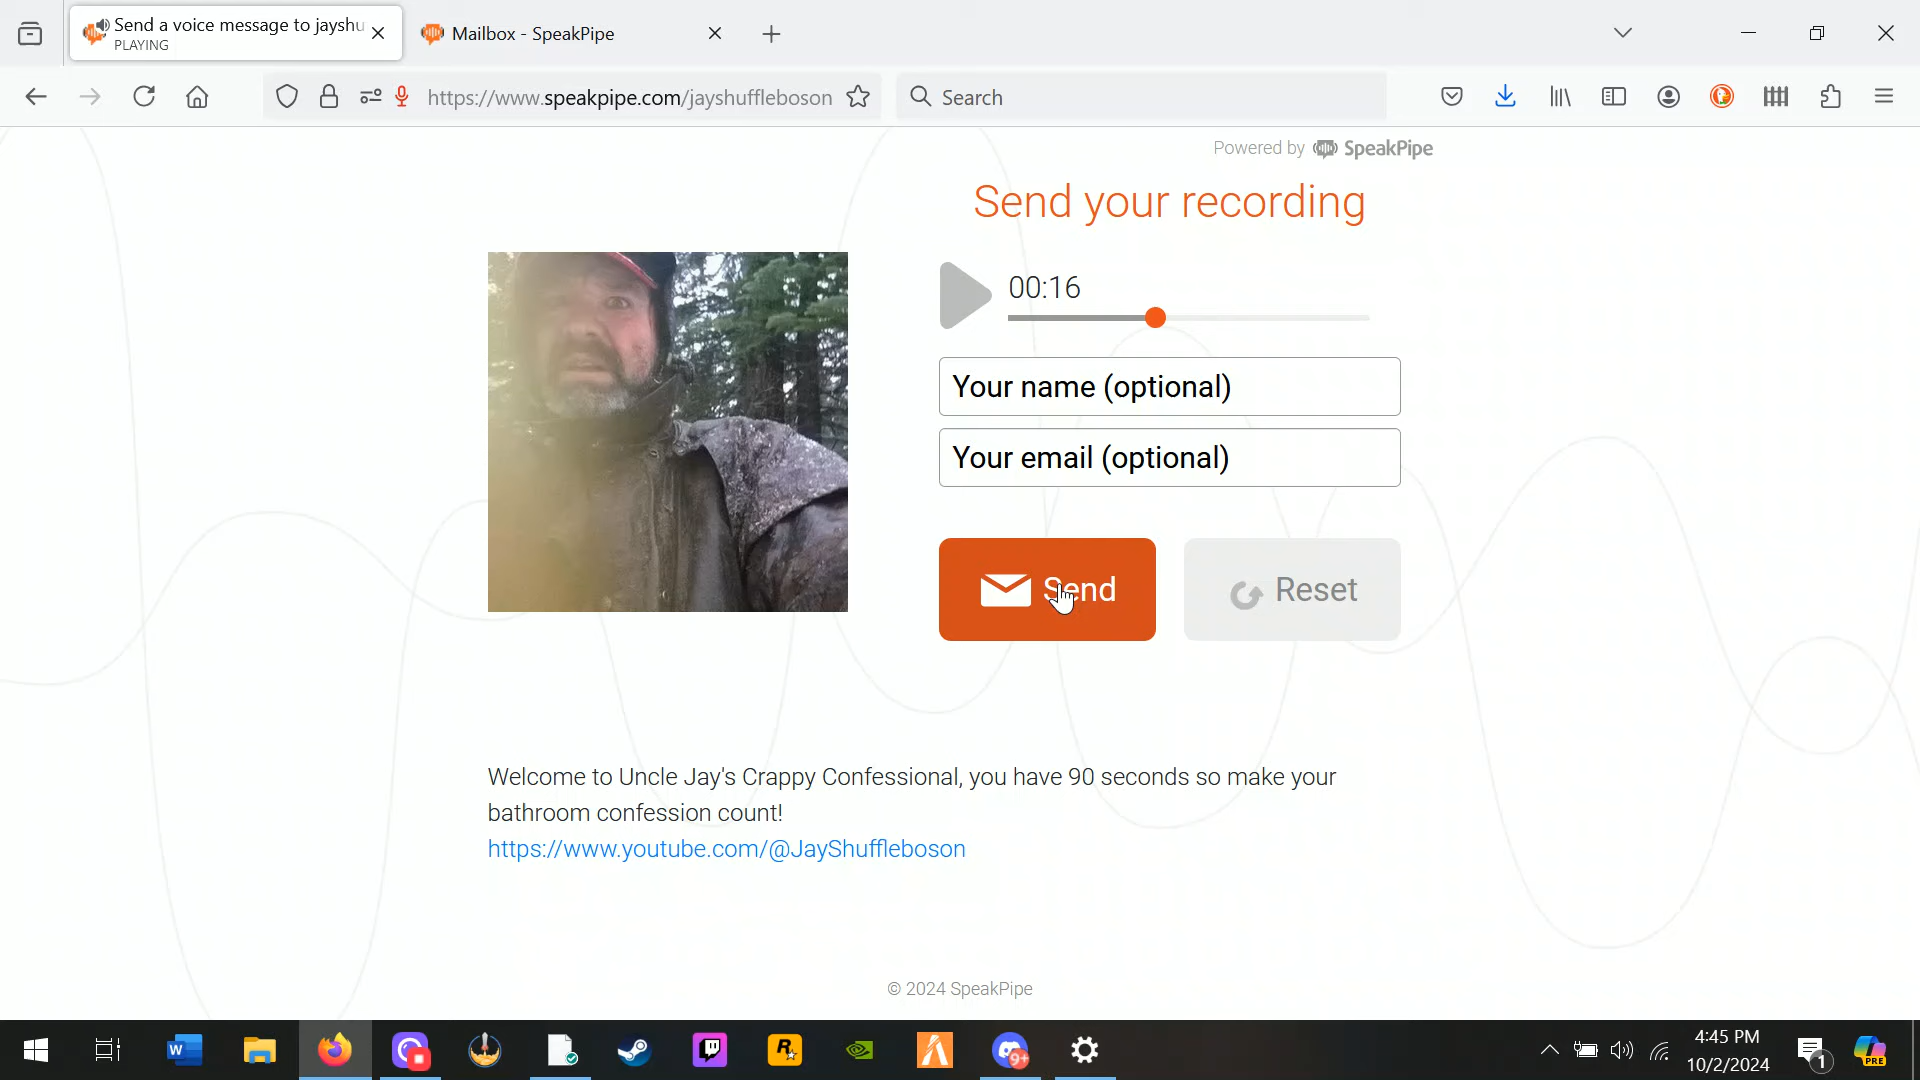 Send a voice message to jayshu
PLAYING
Mailbox - SpeakPipe
https://www.speakpipe.com/jayshuffleboson
Search
Powered by SpeakPipe
Send your recording
00:16
Your name (optional)
Your email (optional)
Send
Reset
Welcome to Uncle Jay's Crappy Confessional, you have 90 seconds so make your
bathroom confession count!
https://www.youtube.com/@JayShuffleboson
© 2024 SpeakPipe
W
R
9+
4:45 PM
10/2/2024
1
PRE